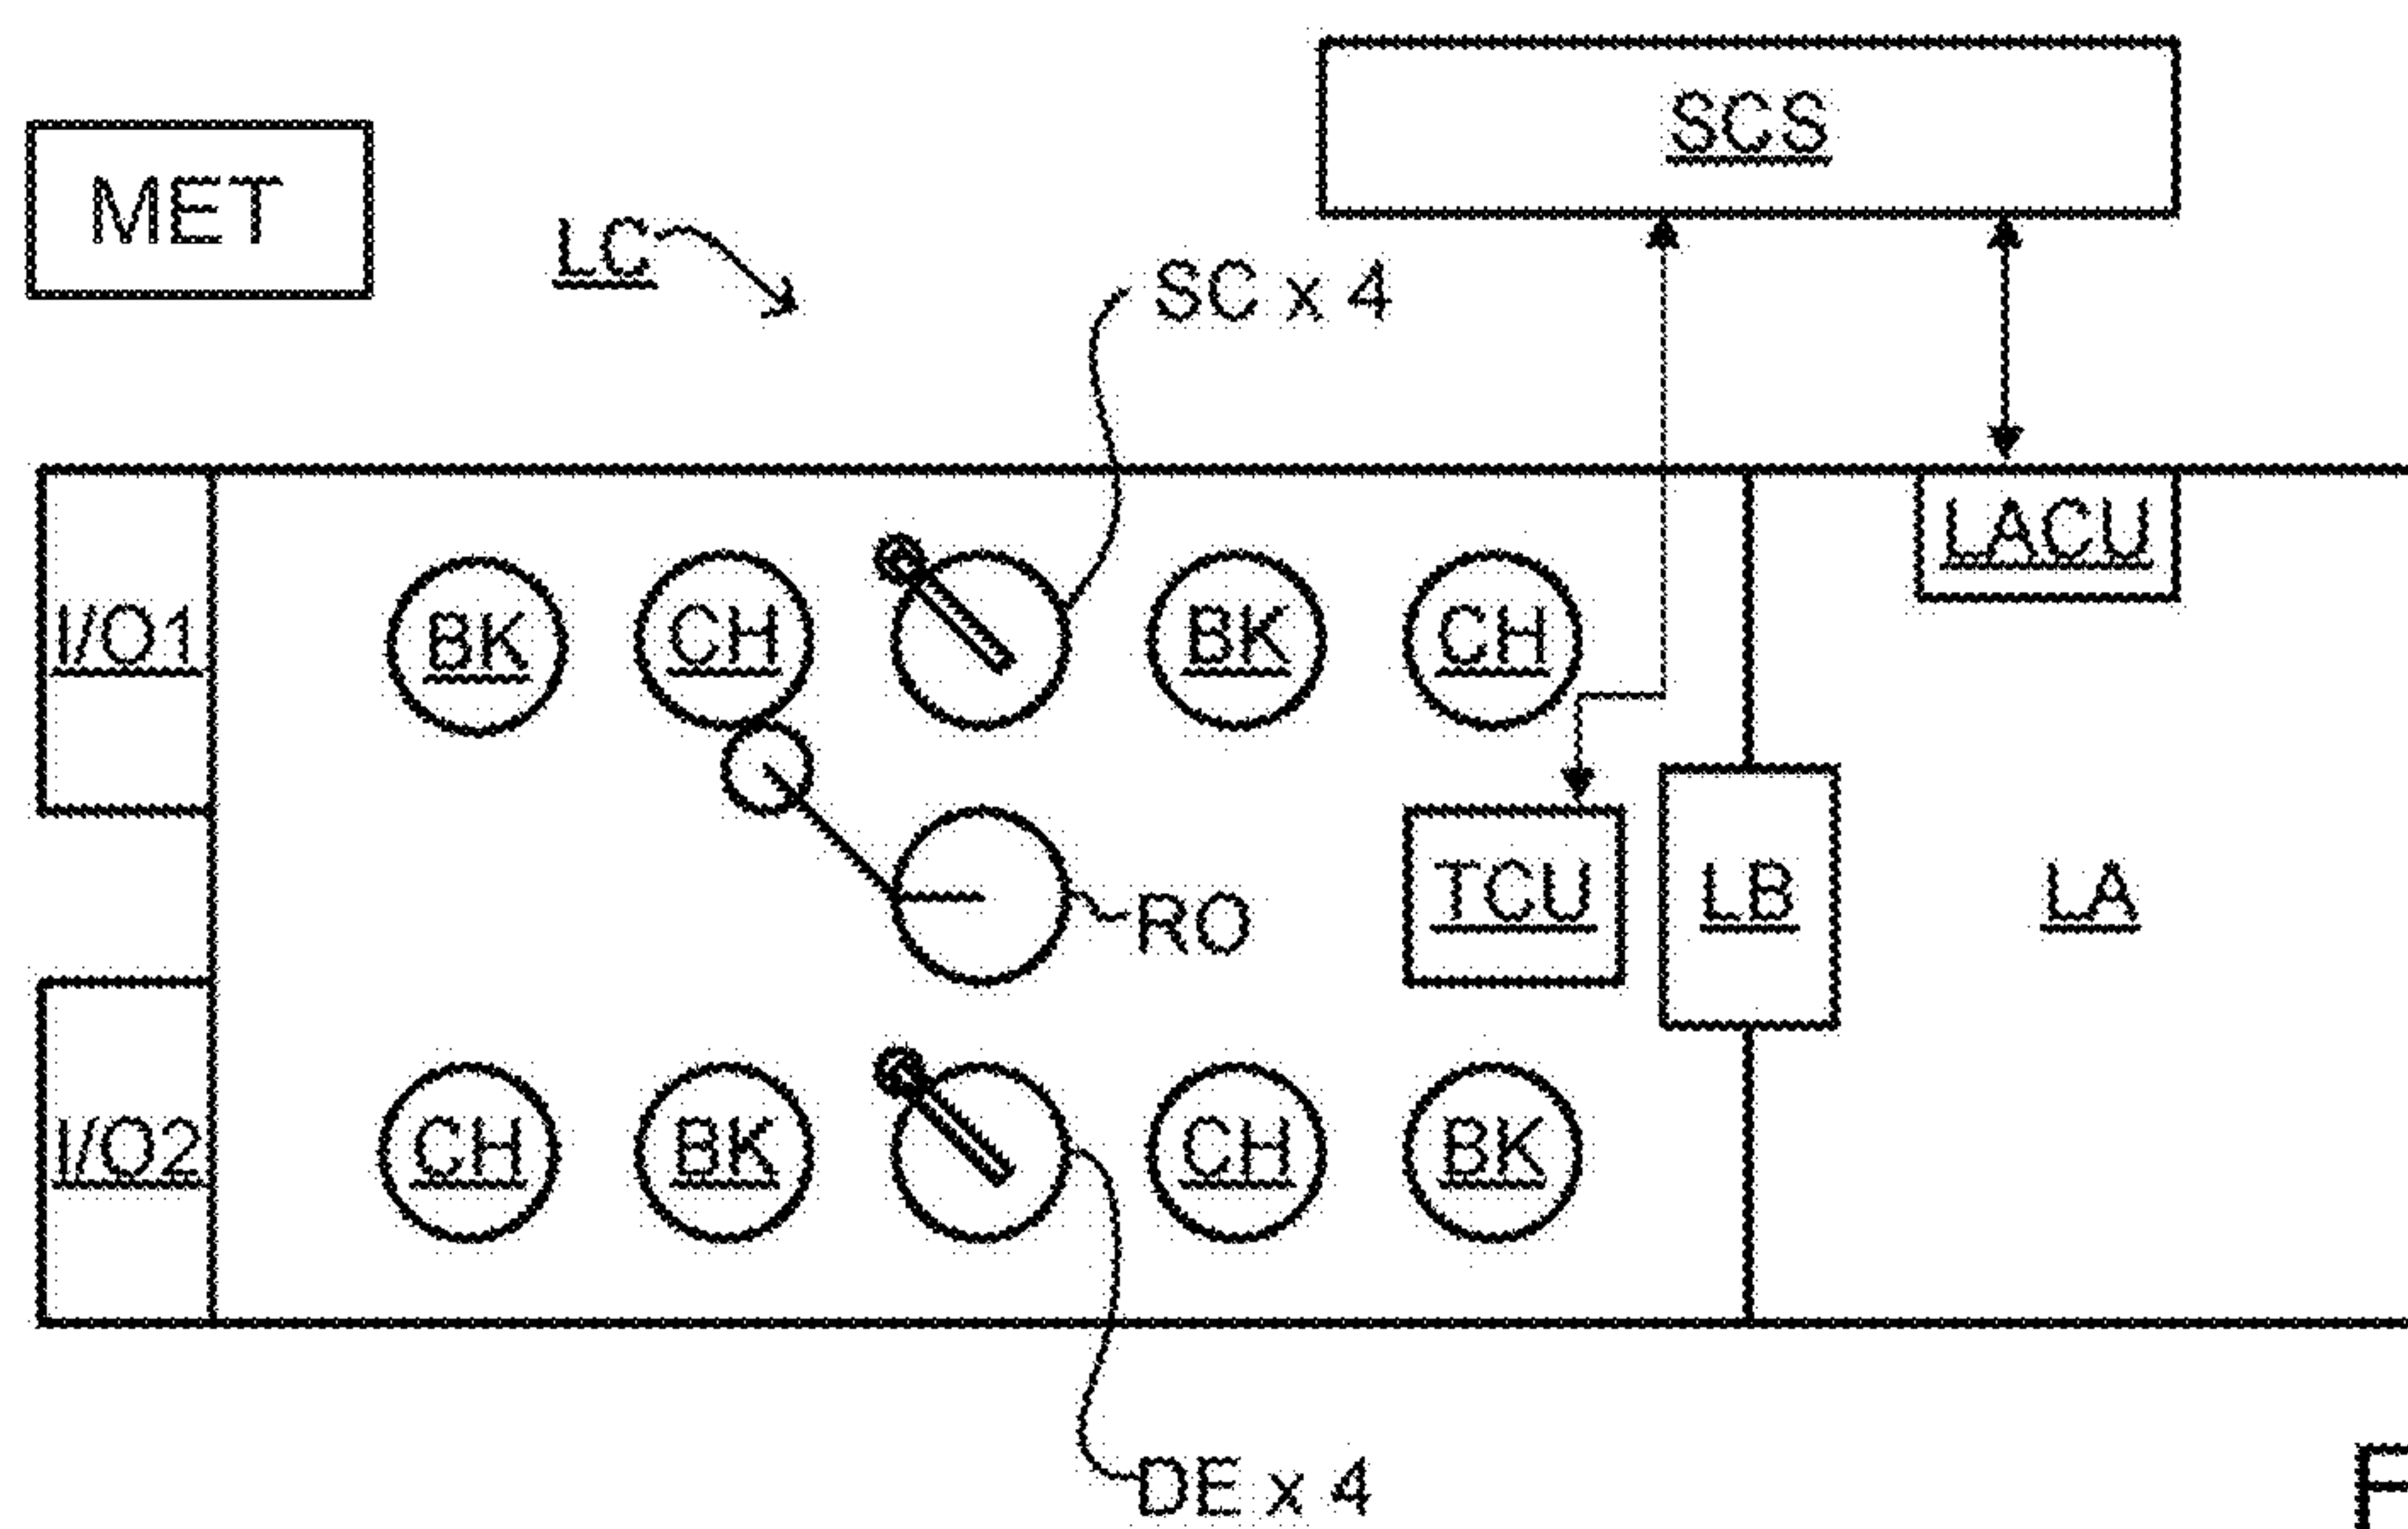 SCS
MET
LC
SC x 4
LACU
I/O1
BK
CH
BK
CH
TCU
LB
LA
RO
I/O2
CH
BK
CH
BK
DE x 4
F